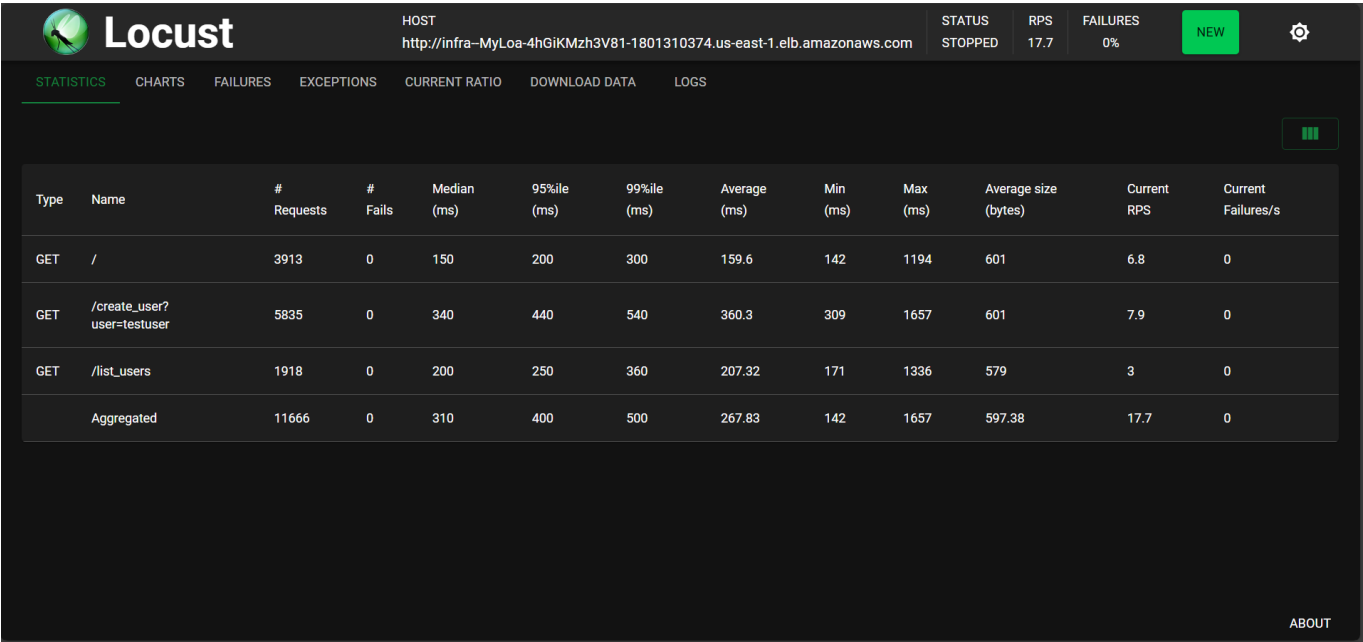 Locust
HOST
http://infra--MyLoa-4hGiKMzh3V81-1801310374.us-east-1.elb.amazonaws.com
STATUS
STOPPED
RPS
17.7
FAILURES
0%
NEW
STATISTICS CHARTS FAILURES EXCEPTIONS CURRENT RATIO DOWNLOAD DATA LOGS
Type Name # Requests # Fails Median (ms) 95%ile (ms) 99%ile (ms) Average (ms) Min (ms) Max (ms) Average size (bytes) Current RPS Current Failures/s
GET / 3913 0 150 200 300 159.6 142 1194 601 6.8 0
GET /create_user?user=testuser 5835 0 340 440 540 360.3 309 1657 601 7.9 0
GET /list_users 1918 0 200 250 360 207.32 171 1336 579 3 0
Aggregated 11666 0 310 400 500 267.83 142 1657 597.38 17.7 0
ABOUT